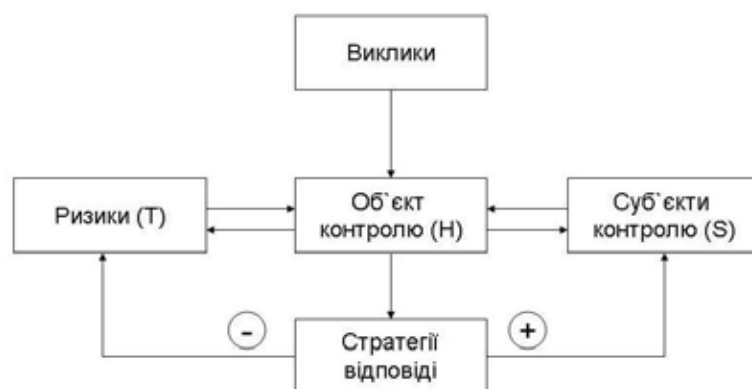 Виклики
Ризики (Т)
Об`єкт
контролю (Н)
Суб`єкти
контролю (S)
-
+
Стратегії
відповіді